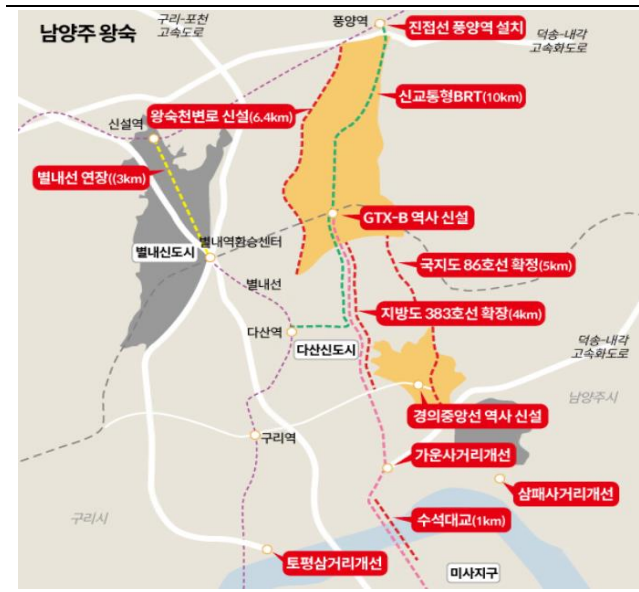 남양주 왕숙
구리-포천
고속도로
풍양역
진접선 풍양역 설치
덕송-내각
고속화도로
신교통형BRT(10km)
왕숙천변로 신설(6.4km)
신설역
별내선 연장((3km)
GTX-B 역사 신설
별내신도시
별내역환승센터
국지도 86호선 확정(5km)
별내선
지방도 383호선 확장(4km)
다산역
다산신도시
덕송-내각
고속화도로
남양주시
경의중앙선 역사 신설
구리역
가운사거리개선
삼패사거리개선
구리시
수석대교(1km)
토평삼거리개선
미사지구